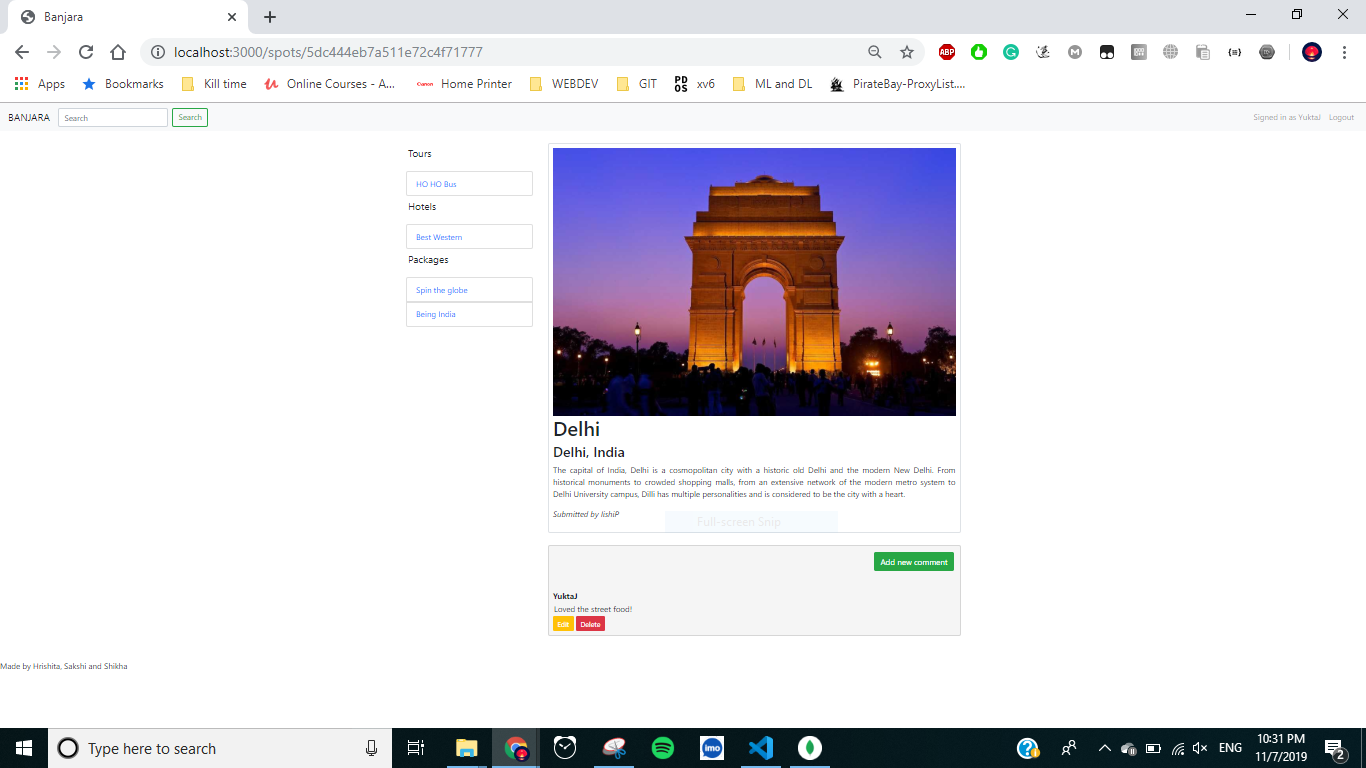 Banjara
localhost:3000/spots/5dc444eb7a511e72c4f71777
ABP
Apps
Bookmarks
Kill time
Online Courses - A...
Canon
Home Printer
WEBDEV
GIT
PD
OS
xv6
ML and DL
PirateBay-ProxyList....
BANJARA
Search
Search
Signed in as YuktaJ
Logout
Tours
HO HO Bus
Hotels
Best Western
Packages
Spin the globe
Being India
Delhi
Delhi, India
The capital of India, Delhi is a cosmopolitan city with a historic old Delhi and the modern New Delhi. From
historical monuments to crowded shopping malls, from an extensive network of the modern metro system to
Delhi University campus, Dilli has multiple personalities and is considered to be the city with a heart.
Submitted by IishiP
Full-screen Snip
Add new comment
YuktaJ
Loved the street food!
Edit
Delete
Made by Hrishita, Sakshi and Shikha
Type here to search
imo
ENG
10:31 PM
11/7/2019
2